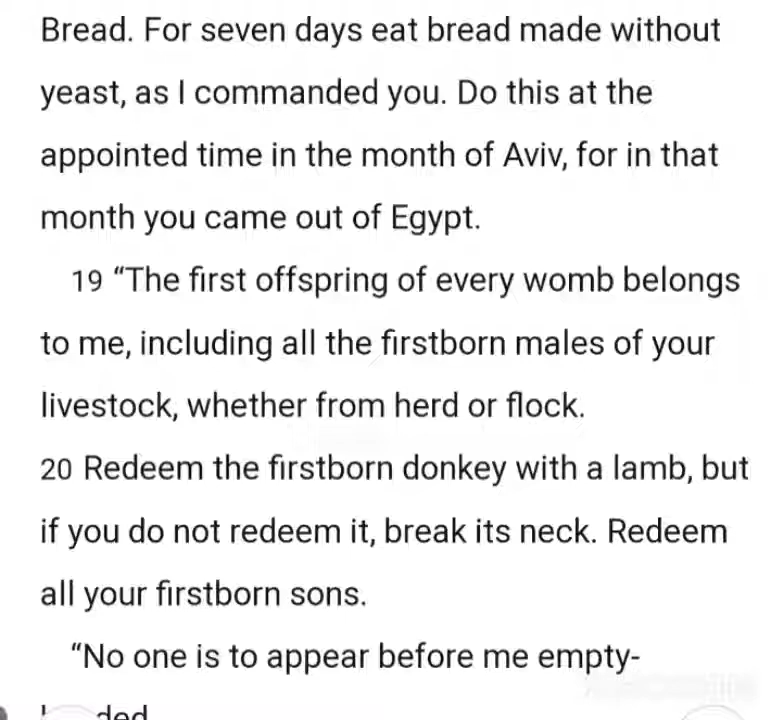 Bread. For seven days eat bread made without
yeast, as I commanded you. Do this at the
appointed time in the month of Aviv, for in that
month you came out of Egypt.
19 “The first offspring of every womb belongs
to me, including all the firstborn males of your
livestock, whether from herd or flock.
20 Redeem the firstborn donkey with a lamb, but
if you do not redeem it, break its neck. Redeem
all your firstborn sons.
“No one is to appear before me empty-